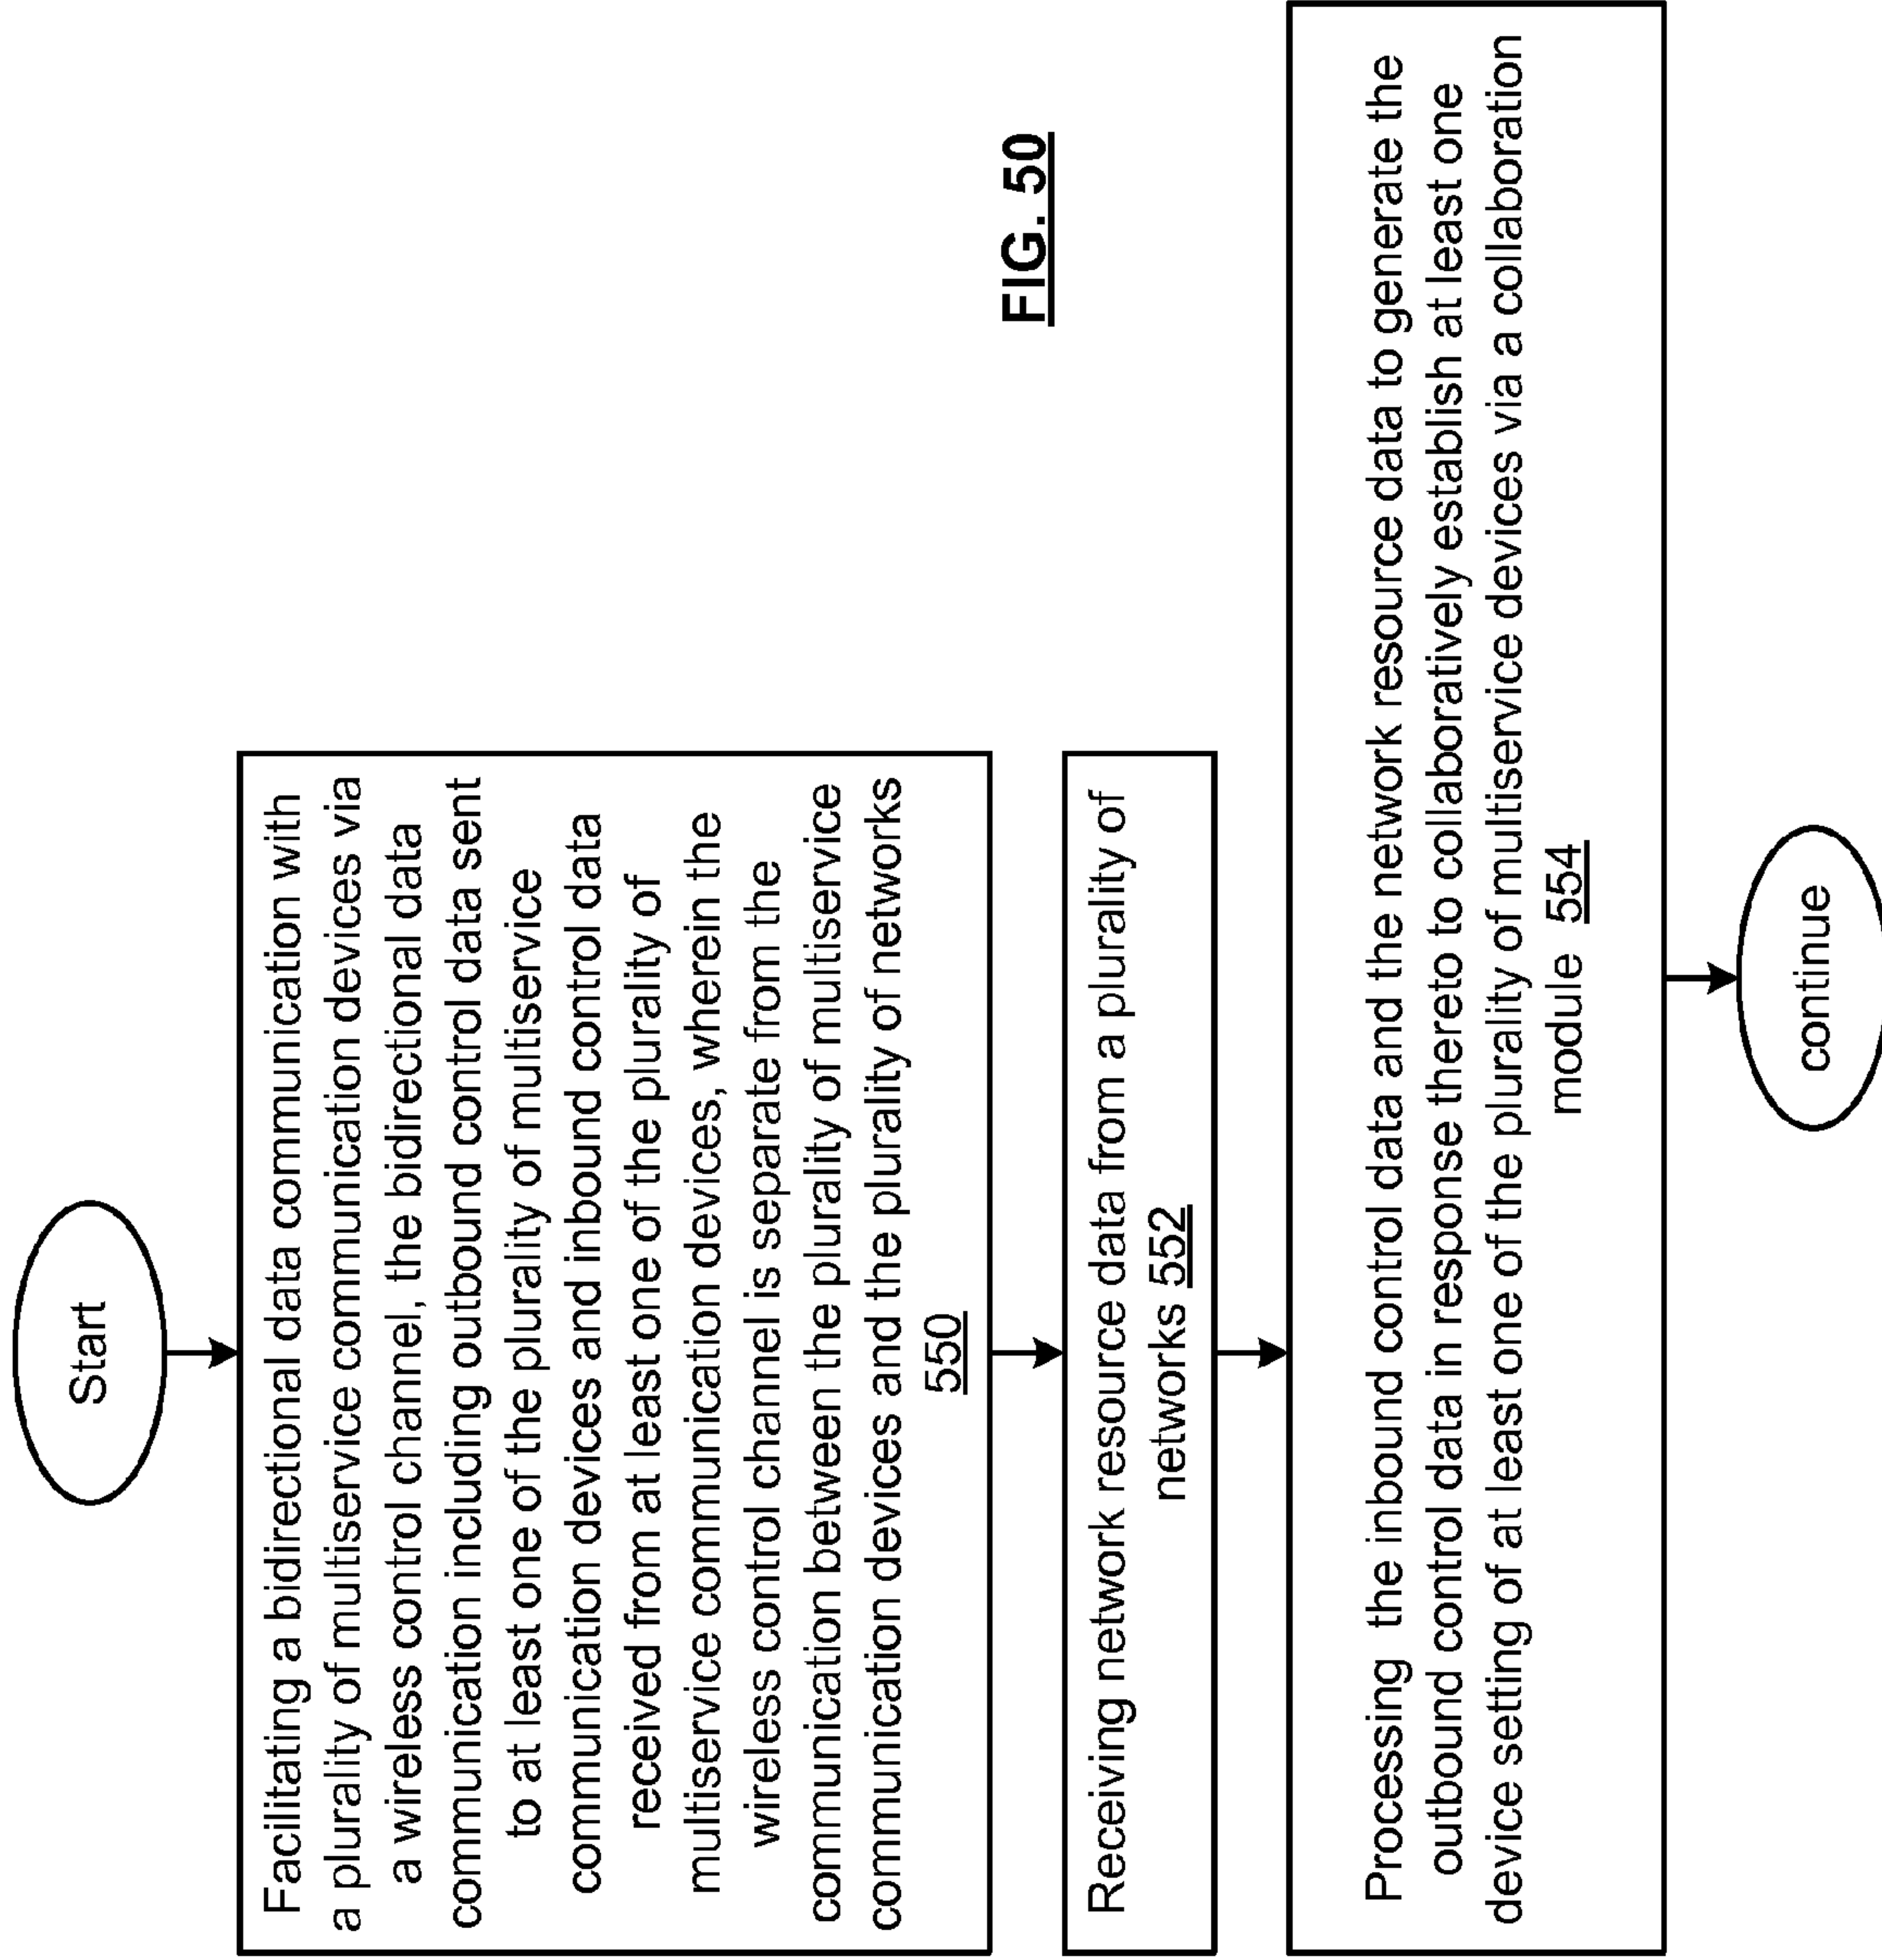 Start
Facilitating a bidirectional data communication with
a plurality of multiservice communication devices via
a wireless control channel, the bidirectional data
communication including outbound control data sent
to at least one of the plurality of multiservice
communication devices and inbound control data
received from at least one of the plurality of
multiservice communication devices, wherein the
wireless control channel is separate from the
communication between the plurality of multiservice
communication devices and the plurality of networks
550
Receiving network resource data from a plurality of
networks 552
Processing the inbound control data and the network resource data to generate the
outbound control data in response thereto to collaboratively establish at least one
device setting of at least one of the plurality of multiservice devices via a collaboration
module 554
continue
FIG. 50